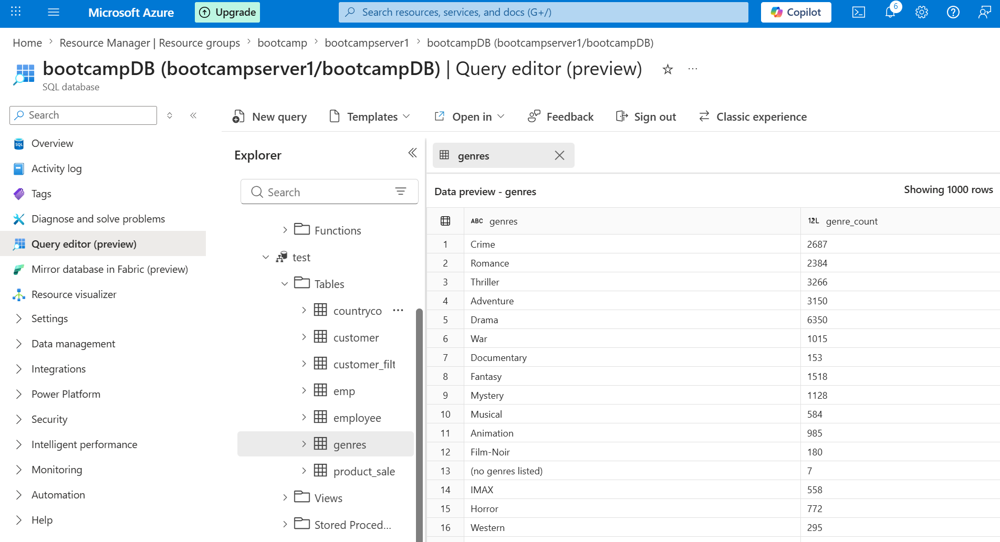 Microsoft Azure
Upgrade
Search resources, services, and docs (G+/)
Copilot
6
Home > Resource Manager | Resource groups > bootcamp > bootcampserver1 > bootcampDB (bootcampserver1/bootcampDB)
bootcampDB (bootcampserver1/bootcampDB) | Query editor (preview)
SQL database
Search
New query
Templates
Open in
Feedback
Sign out
Classic experience
Overview
Activity log
Tags
Diagnose and solve problems
Query editor (preview)
Mirror database in Fabric (preview)
Resource visualizer
Settings
Data management
Integrations
Power Platform
Security
Intelligent performance
Monitoring
Automation
Help
Explorer
Search
Functions
test
Tables
countryco
customer
customer_filt
emp
employee
genres
product_sale
Views
Stored Proced...
genres
Data preview - genres
Showing 1000 rows
ABC genres 12L genre_count
1 Crime 2687
2 Romance 2384
3 Thriller 3266
4 Adventure 3150
5 Drama 6350
6 War 1015
7 Documentary 153
8 Fantasy 1518
9 Mystery 1128
10 Musical 584
11 Animation 985
12 Film-Noir 180
13 (no genres listed) 7
14 IMAX 558
15 Horror 772
16 Western 295